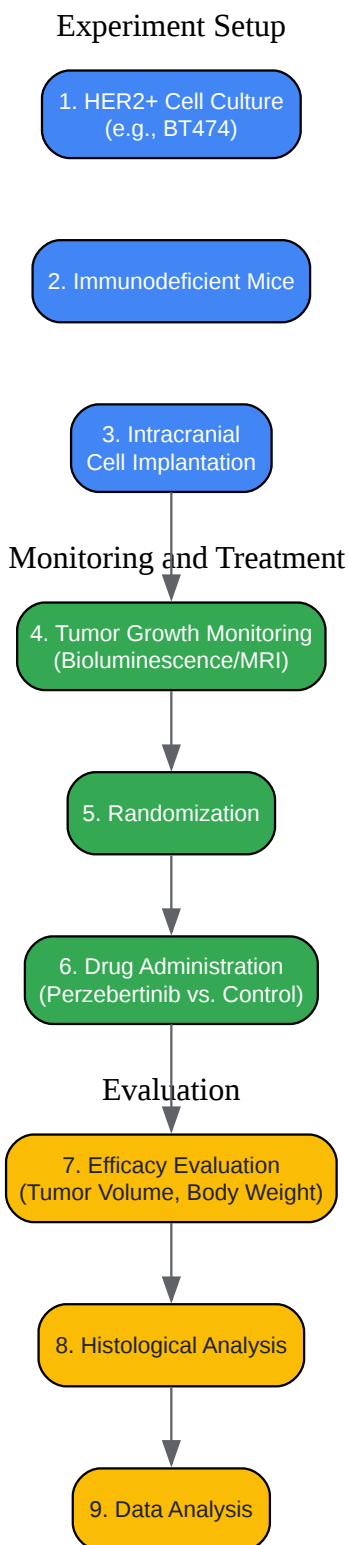 Experiment Setup
1. HER2+ Cell Culture
(e.g., BT474)
2. Immunodeficient Mice
3. Intracranial
Cell Implantation
Monitoring and Treatment
4. Tumor Growth Monitoring
(Bioluminescence/MRI)
5. Randomization
6. Drug Administration
(Perzebertinib vs. Control)
Evaluation
7. Efficacy Evaluation
(Tumor Volume, Body Weight)
8. Histological Analysis
9. Data Analysis